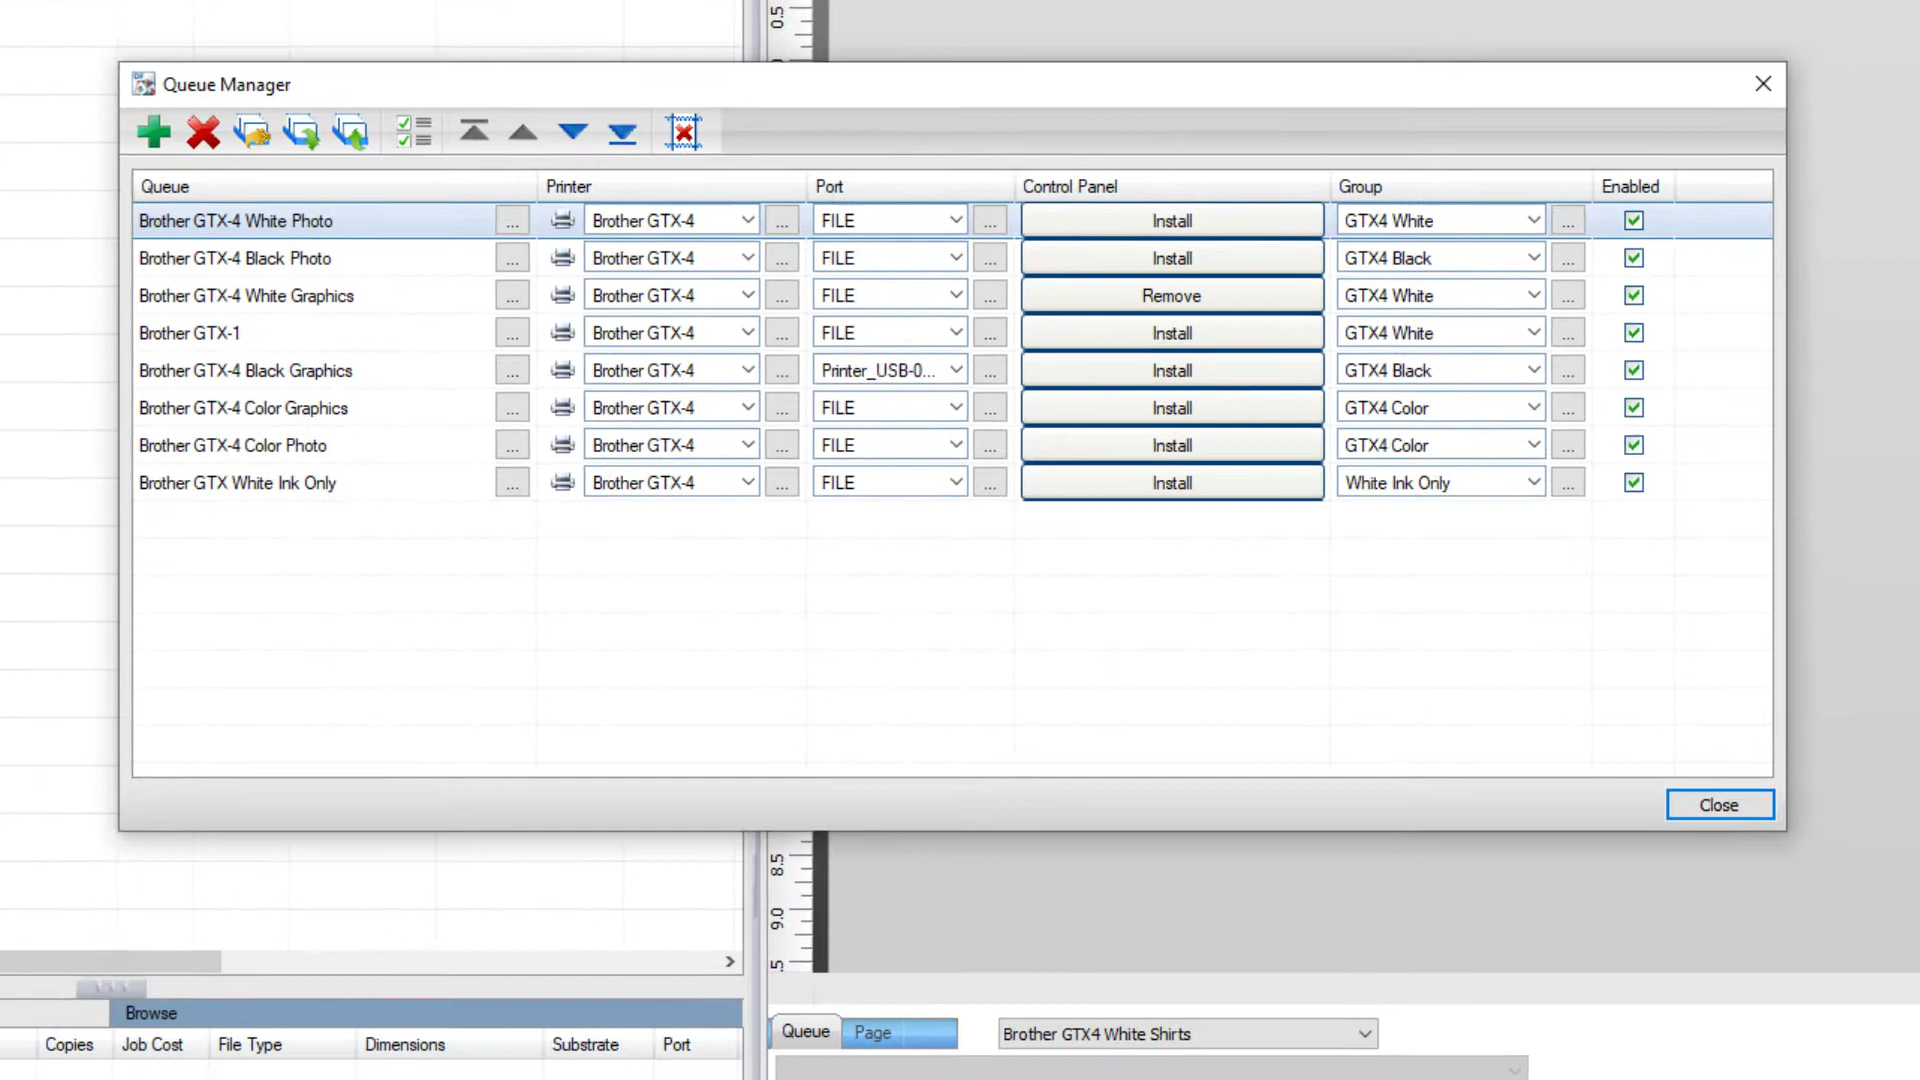 0.5
Queue Manager
Queue Printer Port Control Panel Group Enabled
Brother GTX-4 White Photo ... Brother GTX-4 ... FILE ... Install GTX4 White ...
Brother GTX-4 Black Photo ... Brother GTX-4 ... FILE ... Install GTX4 Black ...
Brother GTX-4 White Graphics ... Brother GTX-4 ... FILE ... Remove GTX4 White ...
Brother GTX-1 ... Brother GTX-4 ... FILE ... Install GTX4 White ...
Brother GTX-4 Black Graphics ... Brother GTX-4 ... Printer_USB-0... ... Install GTX4 Black ...
Brother GTX-4 Color Graphics ... Brother GTX-4 ... FILE ... Install GTX4 Color ...
Brother GTX-4 Color Photo ... Brother GTX-4 ... FILE ... Install GTX4 Color ...
Brother GTX White Ink Only ... Brother GTX-4 ... FILE ... Install White Ink Only ...
Close
8.5
9.0
Browse
Copies Job Cost File Type Dimensions Substrate Port
Queue Page Brother GTX4 White Shirts